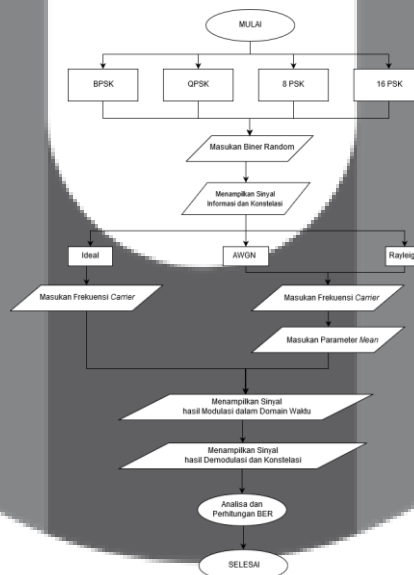 MULAI
BPSK
QPSK
8 PSK
16 PSK
Masukan Biner Random
Menampilkan Sinyal
Informasi dan Konstelasi
Ideal
AWGN
Rayleig
Masukan Frekuensi Carrier
Masukan Frekuensi Carrier
Masukan Parameter Mean
Menampilkan Sinyal
hasil Modulasi dalam Domain Waktu
Menampilkan Sinyal
hasil Demodulasi dan Konstelasi
Analisa dan
Perhitungan BER
SELESAI